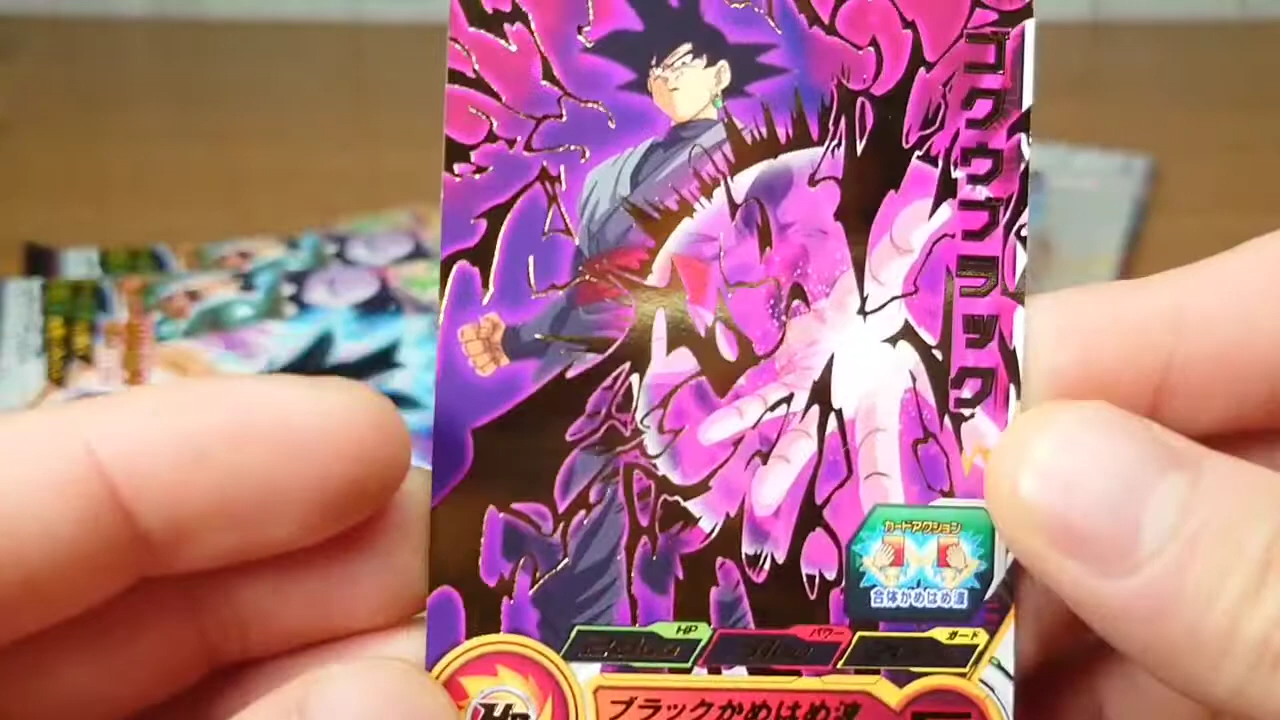 ゴクウブラック
カードアクション
合体かめはめ波
HP
パワー
ガード
ブラックかめはめ波